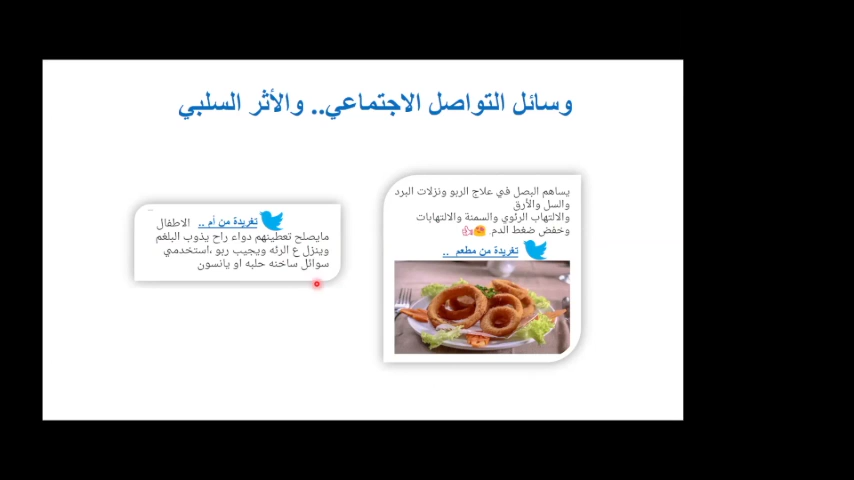 وسائل التواصل الاجتماعي.. والأثر السلبي
يساهم البصل في علاج الربو ونزلات البرد
والسل والأرق
والالتهاب الرئوي والسمنة والالتهابات
وخفض ضغط الدم.
تغريدة من مطعم ..
تغريدة من أم .. الاطفال
مايصلح تعطينهم دواء راح يذوب البلغم
وينزل ع الرئه ويجيب ربو ،استخدمي
سوائل ساخنه حلبه او يانسون